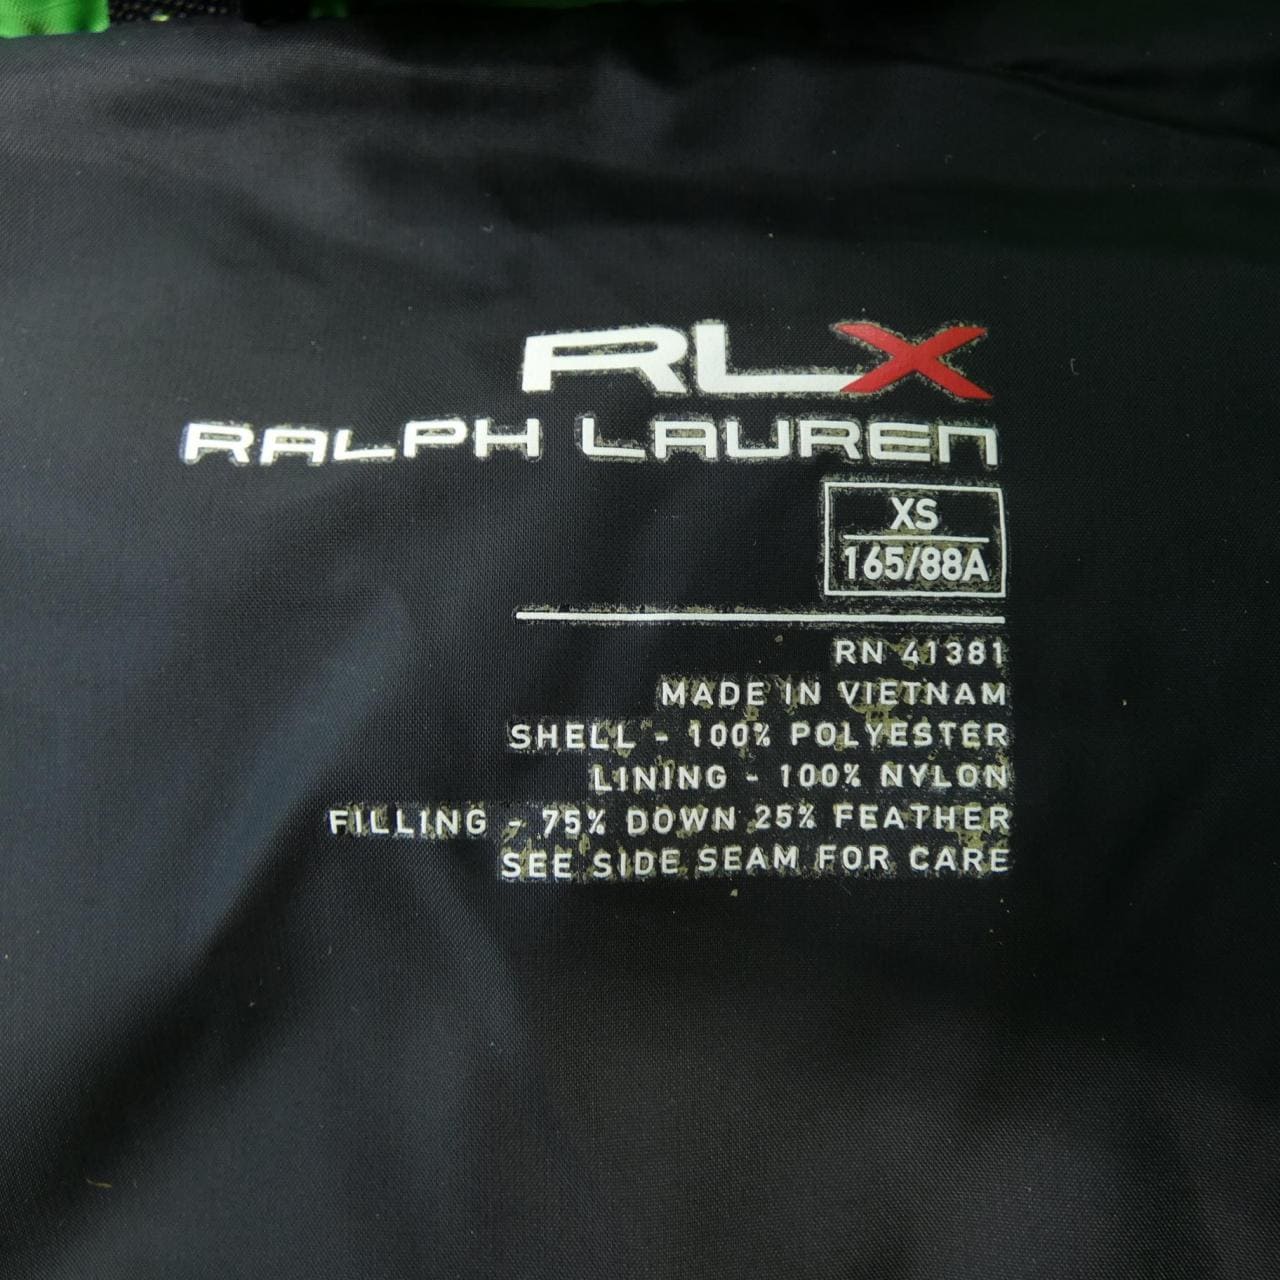 RLX
RALPH LAUREN
XS
165/88A
RN 41381
MADE IN VIETNAM
SHELL - 100% POLYESTER
LINING - 100% NYLON
FILLING - 75% DOWN 25% FEATHER
SEE SIDE SEAM FOR CARE